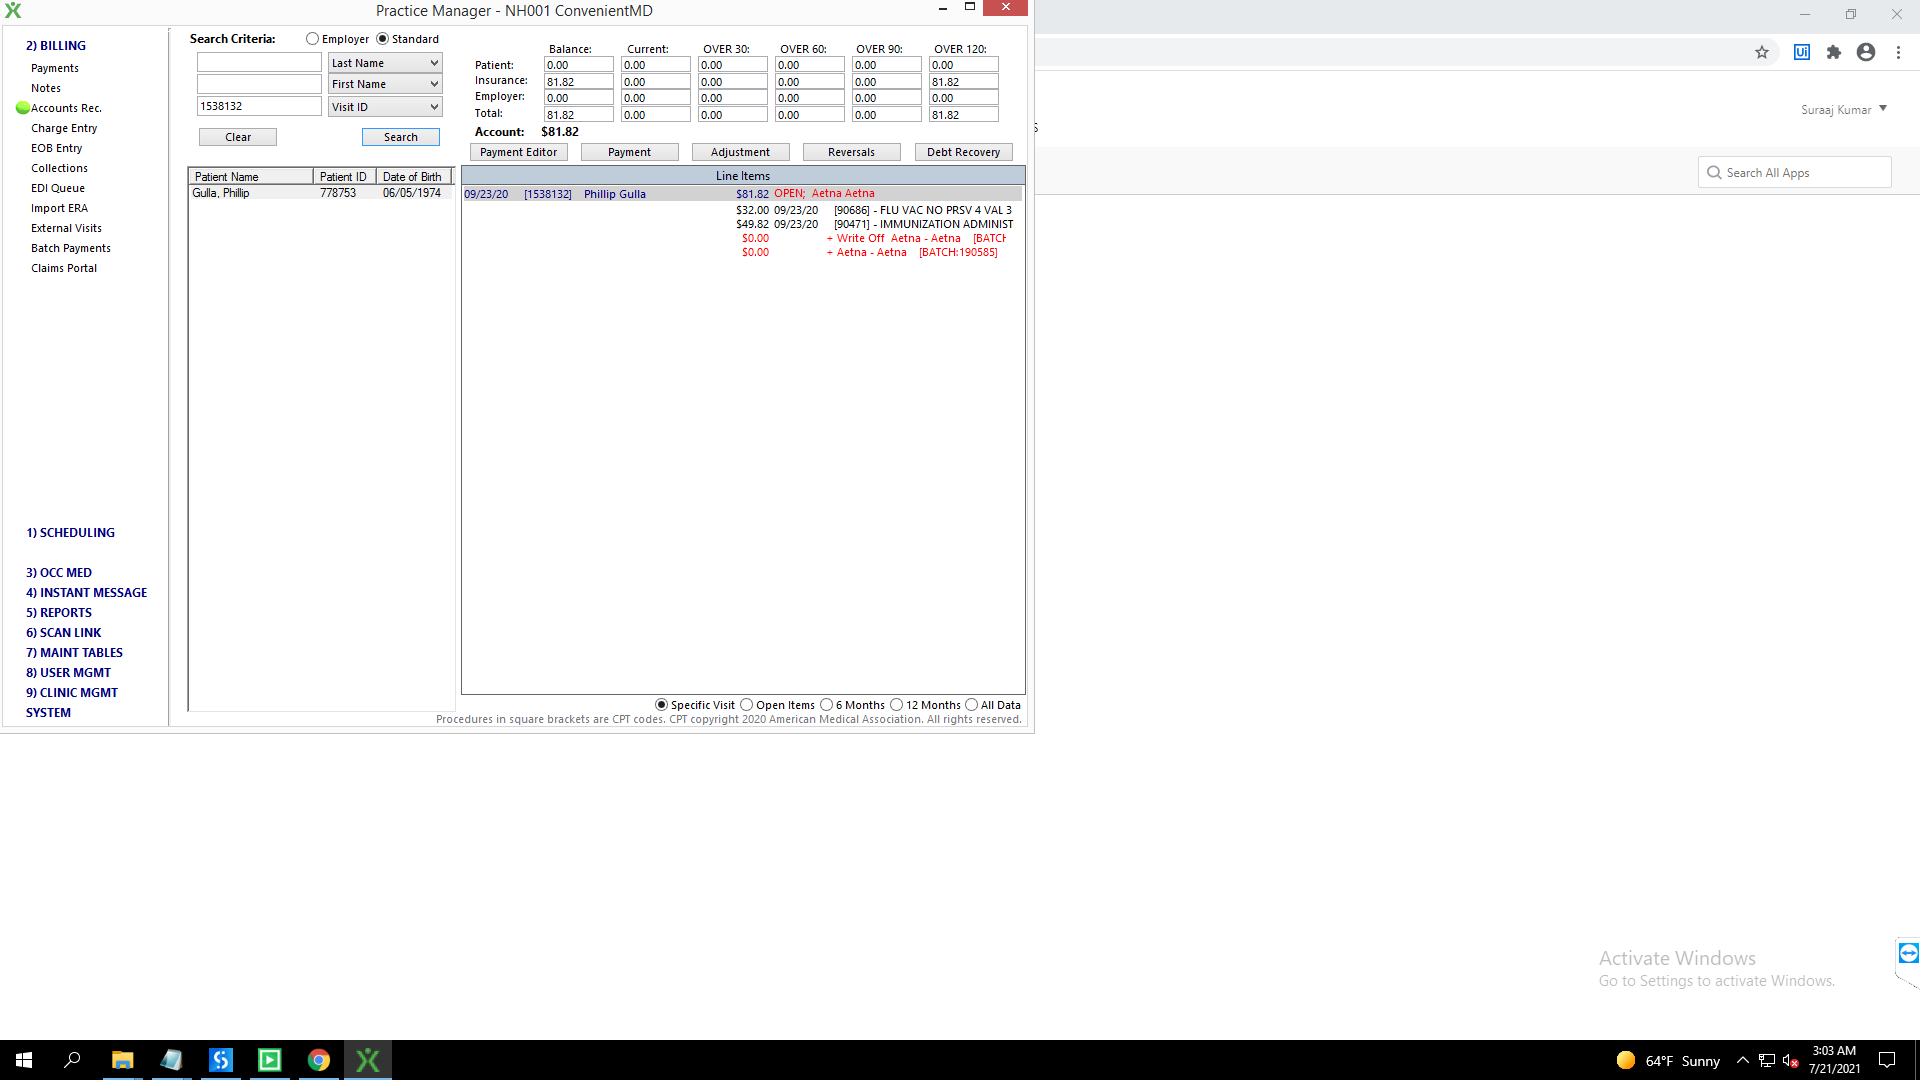 Practice Manager - NH001 ConvenientMD
2) BILLING
Payments
Notes
Accounts Rec.
Charge Entry
EOB Entry
Collections
EDI Queue
Import ERA
External Visits
Batch Payments
Claims Portal
1) SCHEDULING
3) OCC MED
4) INSTANT MESSAGE
5) REPORTS
6) SCAN LINK
7) MAINT TABLES
8) USER MGMT
9) CLINIC MGMT
SYSTEM
Search Criteria: Employer Standard
Last Name
First Name
1538132 Visit ID
Clear Search
Patient Name Patient ID Date of Birth
Gulla, Phillip 778753 06/05/1974
Balance: Current: OVER 30: OVER 60: OVER 90: OVER 120:
Patient: 0.00 0.00 0.00 0.00 0.00 0.00
Insurance: 81.82 0.00 0.00 0.00 0.00 81.82
Employer: 0.00 0.00 0.00 0.00 0.00 0.00
Total: 81.82 0.00 0.00 0.00 0.00 81.82
Account: $81.82
Payment Editor Payment Adjustment Reversals Debt Recovery
Line Items
09/23/20 [1538132] Phillip Gulla $81.82 OPEN; Aetna Aetna
$32.00 09/23/20 [90686] - FLU VAC NO PRSV 4 VAL 3
$49.82 09/23/20 [90471] - IMMUNIZATION ADMINIST
$0.00 + Write Off Aetna - Aetna [BATCH
$0.00 + Aetna - Aetna [BATCH:190585]
Specific Visit Open Items 6 Months 12 Months All Data
Procedures in square brackets are CPT codes. CPT copyright 2020 American Medical Association. All rights reserved.
Ui
Suraaj Kumar
s
Search All Apps
Activate Windows
Go to Settings to activate Windows.
64°F Sunny
3:03 AM
7/21/2021